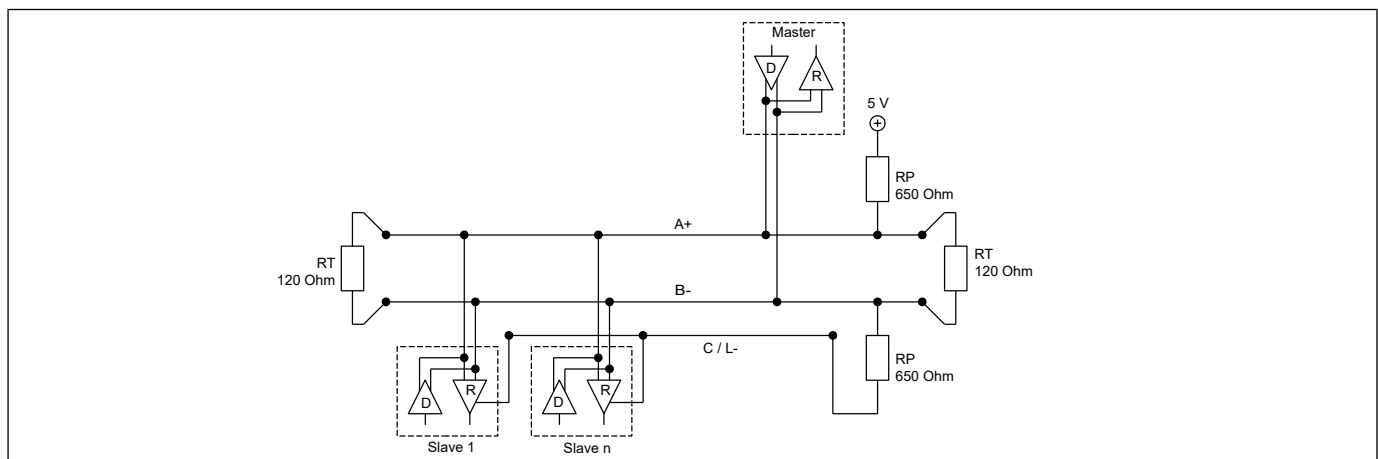 Master
D
R
5 V
RP
650 Ohm
A+
RT
120 Ohm
RT
120 Ohm
B-
C / L-
RP
650 Ohm
D
R
D
R
Slave 1
Slave n